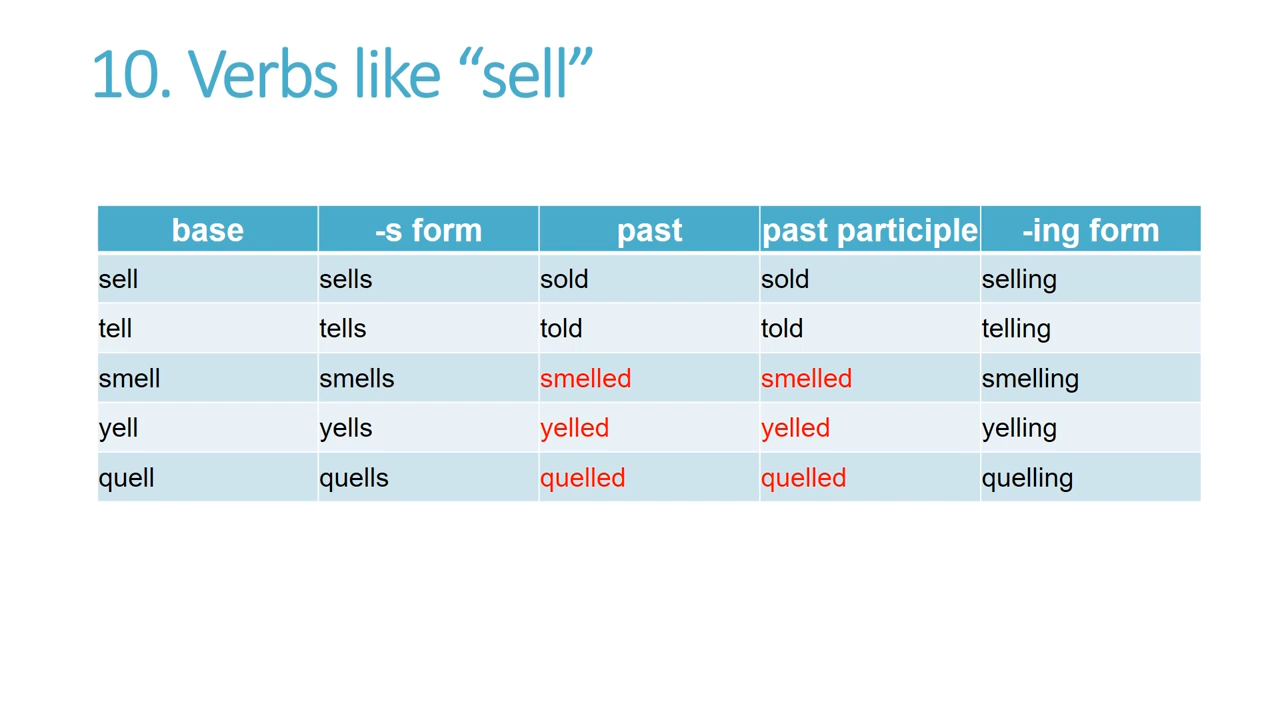 10. Verbs like “sell”
base -s form past past participle -ing form
sell sells sold sold selling
tell tells told told telling
smell smells smelled smelled smelling
yell yells yelled yelled yelling
quell quells quelled quelled quelling